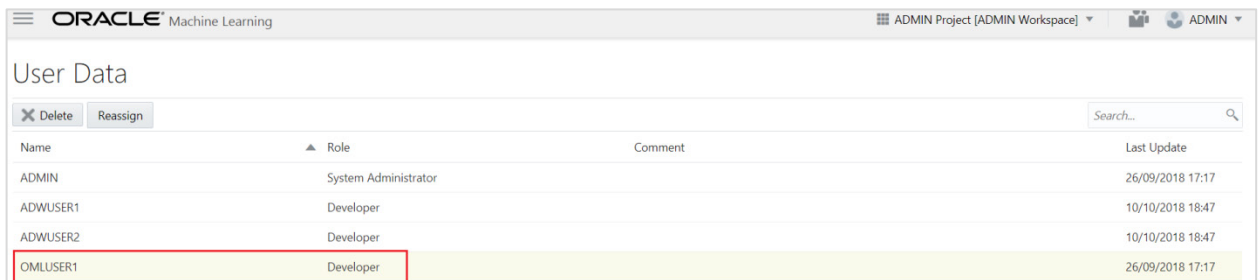 ORACLE Machine Learning ADMIN Project [ADMIN Workspace] ADMIN
User Data
Delete Reassign Search...
Name Role Comment Last Update
ADMIN System Administrator 26/09/2018 17:17
ADWUSER1 Developer 10/10/2018 18:47
ADWUSER2 Developer 10/10/2018 18:47
OMLUSER1 Developer 26/09/2018 17:17